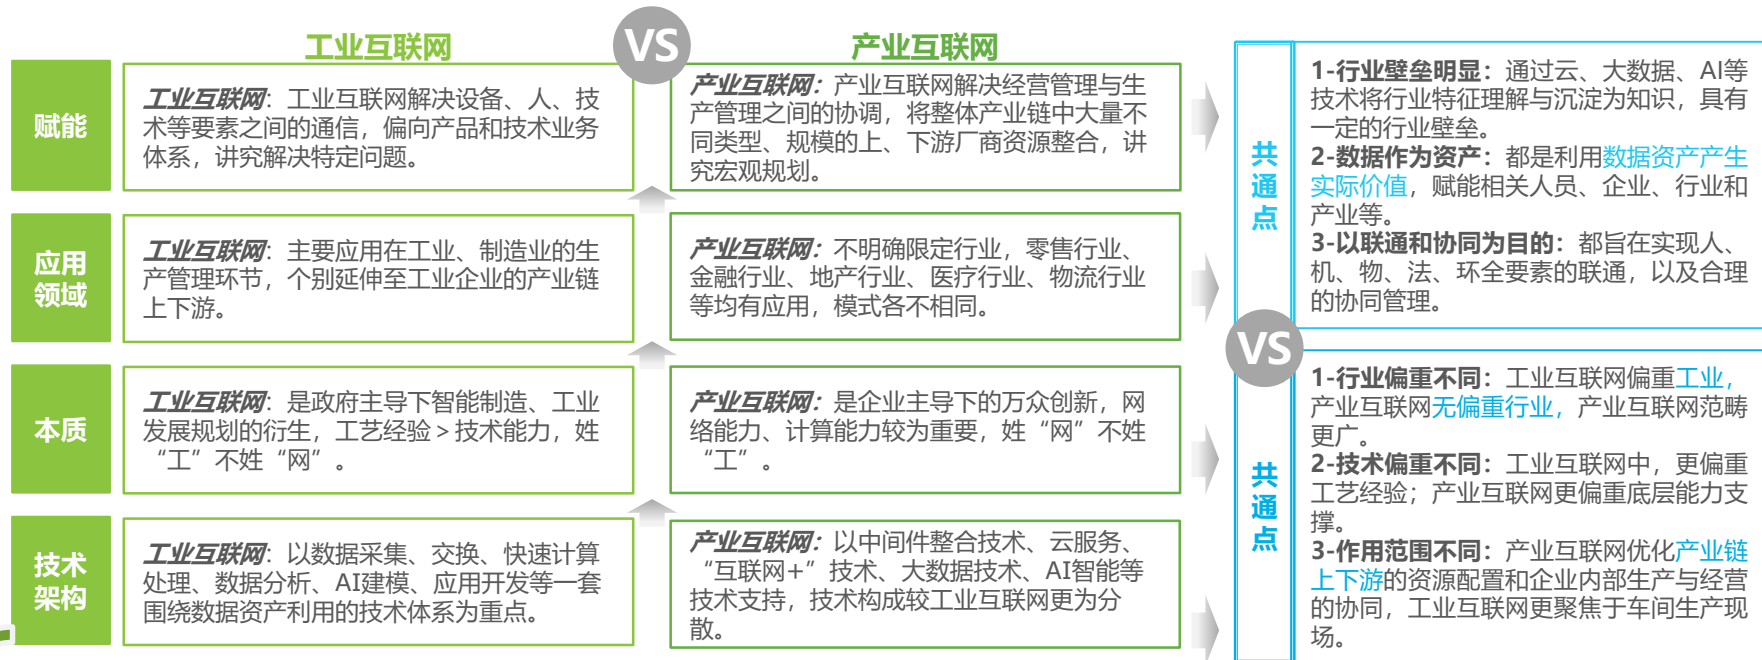 工业互联网
VS
产业互联网
赋能
工业互联网：工业互联网解决设备、人、技
术等要素之间的通信，偏向产品和技术业务
体系，讲究解决特定问题。
产业互联网：产业互联网解决经营管理与生
产管理之间的协调，将整体产业链中大量不
同类型、规模的上、下游厂商资源整合，讲
究宏观规划。
应用
领域
工业互联网：主要应用在工业、制造业的生
产管理环节，个别延伸至工业企业的产业链
上下游。
产业互联网：不明确限定行业，零售行业、
金融行业、地产行业、医疗行业、物流行业
等均有应用，模式各不相同。
本质
工业互联网：是政府主导下智能制造、工业
发展规划的衍生，工艺经验＞技术能力，姓
“工”不姓“网”。
产业互联网：是企业主导下的万众创新，网
络能力、计算能力较为重要，姓“网”不姓
“工”。
技术
架构
工业互联网：以数据采集、交换、快速计算
处理、数据分析、AI建模、应用开发等一套
围绕数据资产利用的技术体系为重点。
产业互联网：以中间件整合技术、云服务、
“互联网+”技术、大数据技术、AI智能等
技术支持，技术构成较工业互联网更为分
散。
共
通
点
1-行业壁垒明显：通过云、大数据、AI等
技术将行业特征理解与沉淀为知识，具有
一定的行业壁垒。
2-数据作为资产：都是利用数据资产产生
实际价值，赋能相关人员、企业、行业和
产业等。
3-以联通和协同为目的：都旨在实现人、
机、物、法、环全要素的联通，以及合理
的协同管理。
VS
共
通
点
1-行业偏重不同：工业互联网偏重工业，
产业互联网无偏重行业，产业互联网范畴
更广。
2-技术偏重不同：工业互联网中，更偏重
工艺经验；产业互联网更偏重底层能力支
撑。
3-作用范围不同：产业互联网优化产业链
上下游的资源配置和企业内部生产与经营
的协同，工业互联网更聚焦于车间生产现
场。